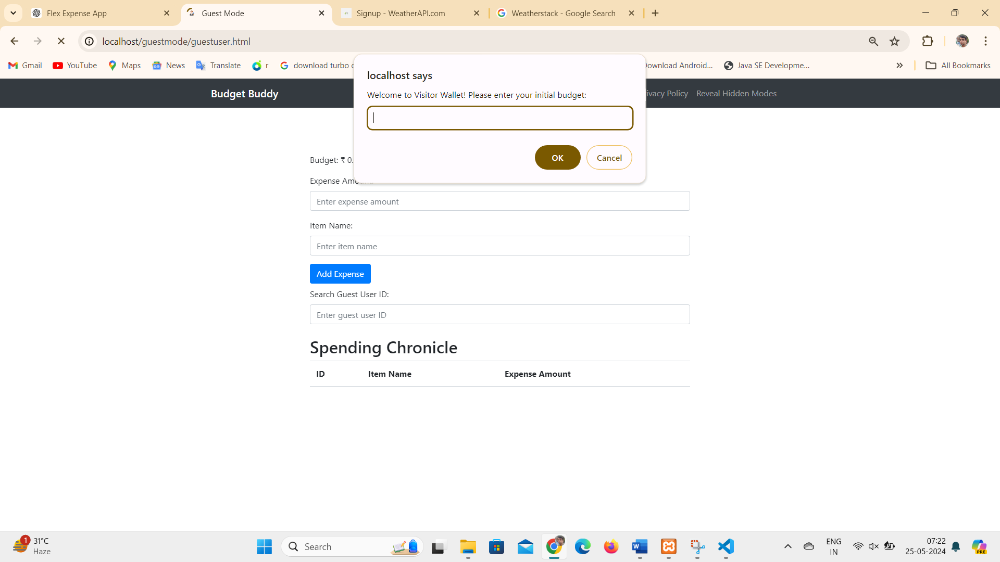 Flex Expense App
Guest Mode
Signup - WeatherAPI.com
Weatherstack - Google Search
localhost/guestmode/guestuser.html
Gmail
YouTube
Maps
News
Translate
r
download turbo
Download Android...
Java SE Developme...
All Bookmarks
localhost says
Welcome to Visitor Wallet! Please enter your initial budget:
OK
Cancel
Budget Buddy
ivacy Policy
Reveal Hidden Modes
Budget: ₹ 0.
Expense Amount:
Enter expense amount
Item Name:
Enter item name
Add Expense
Search Guest User ID:
Enter guest user ID
Spending Chronicle
ID Item Name Expense Amount
1
31°C
Haze
Search
PRE
ENG
IN
07:22
25-05-2024